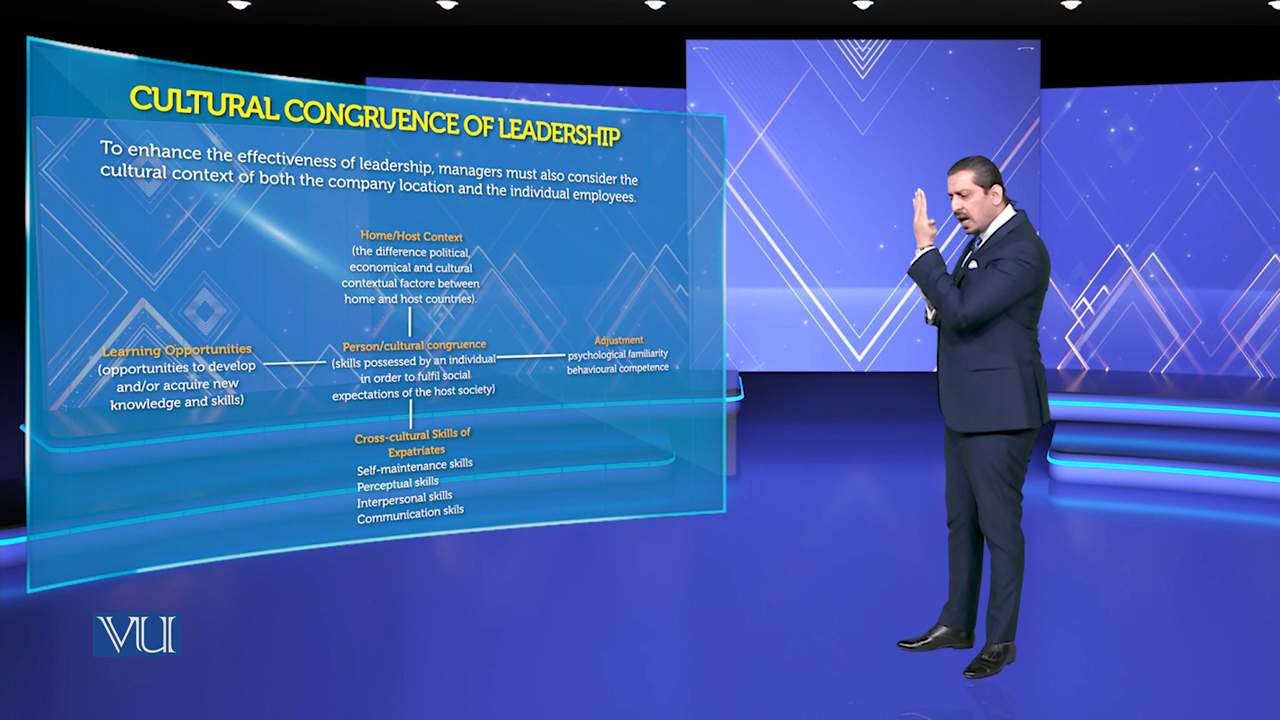 CULTURAL CONGRUENCE OF LEADERSHIP
To enhance the effectiveness of leadership, managers must also consider the
cultural context of both the company location and the individual employees.
Home/Host Context
(the difference political,
economical and cultural
contextual factore between
home and host countries).
Learning Opportunities
(opportunities to develop
and/or acquire new
knowledge and skills)
Person/cultural congruence
(skills possessed by an individual
in order to fulfil social
expectations of the host society)
Adjustment
psychological familiarity
behavioural competence
Cross-cultural Skills of
Expatriates
Self-maintenance skills
Perceptual skills
Interpersonal skills
Communication skils
VU